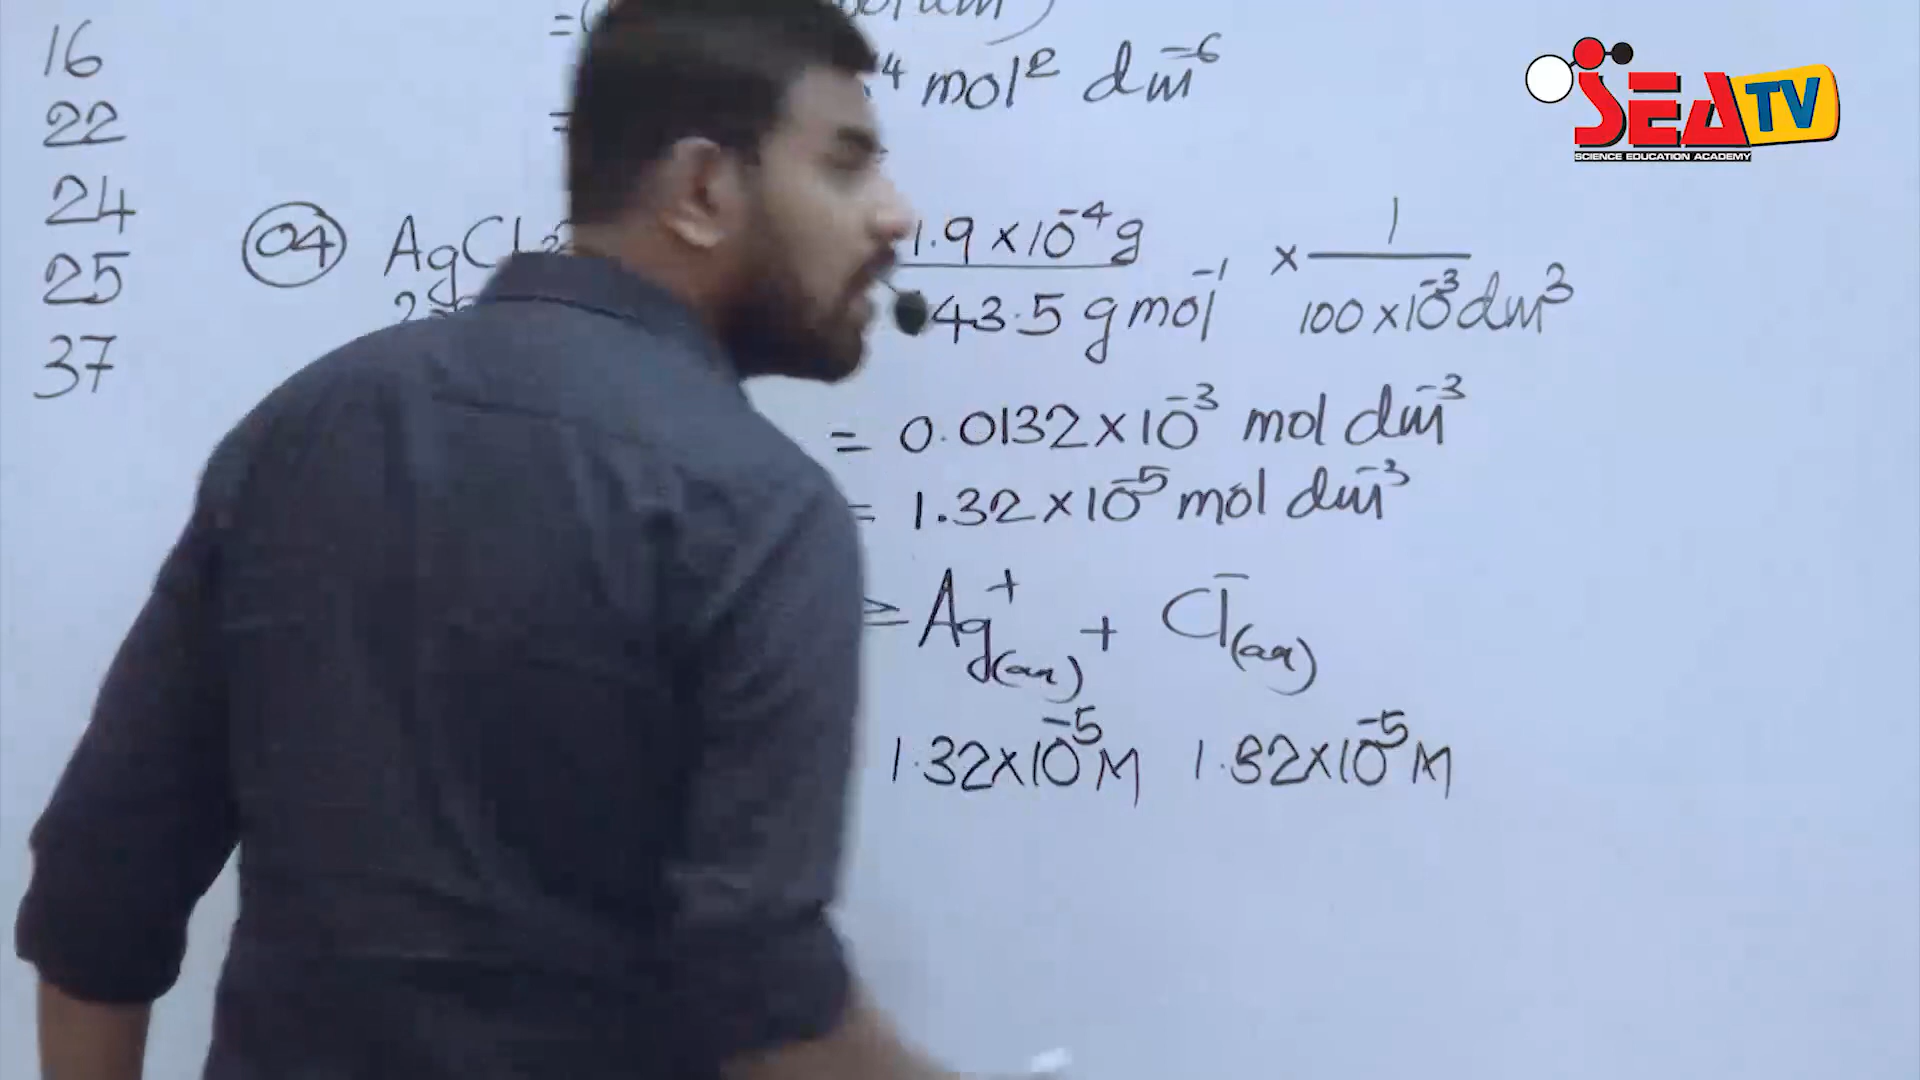 16
22
24
25
37
=(
⁴ mol² dm⁻⁶
=
04 AgCl 1.9 × 10⁻⁴ g × 1
43.5 g mol⁻¹ 100 × 10⁻³ dm³
= 0.0132 × 10⁻³ mol dm⁻³
= 1.32 × 10⁻⁵ mol dm⁻³
Ag⁺(aq) + Cl⁻(aq)
1.32 × 10⁻⁵ M 1.32 × 10⁻⁵ M
SEA TV
SCIENCE EDUCATION ACADEMY